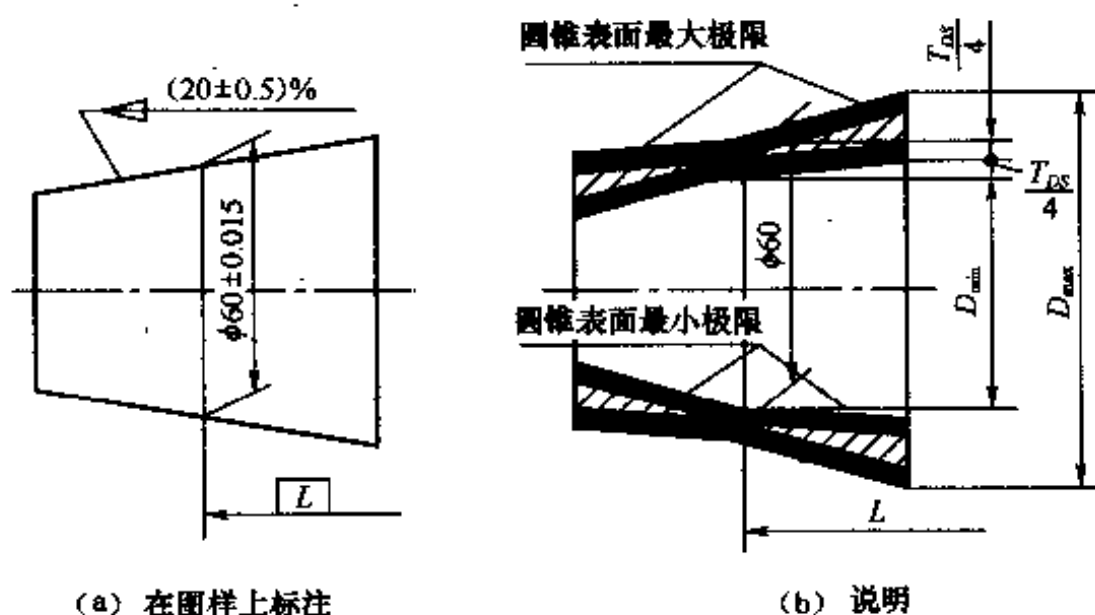 (20±0.5)%
ϕ60±0.015
L
(a) 在图样上标注
圆锥表面最大极限
T_DS/4
T_DS/4
ϕ60
D_min
D_max
圆锥表面最小极限
L
(b) 说明